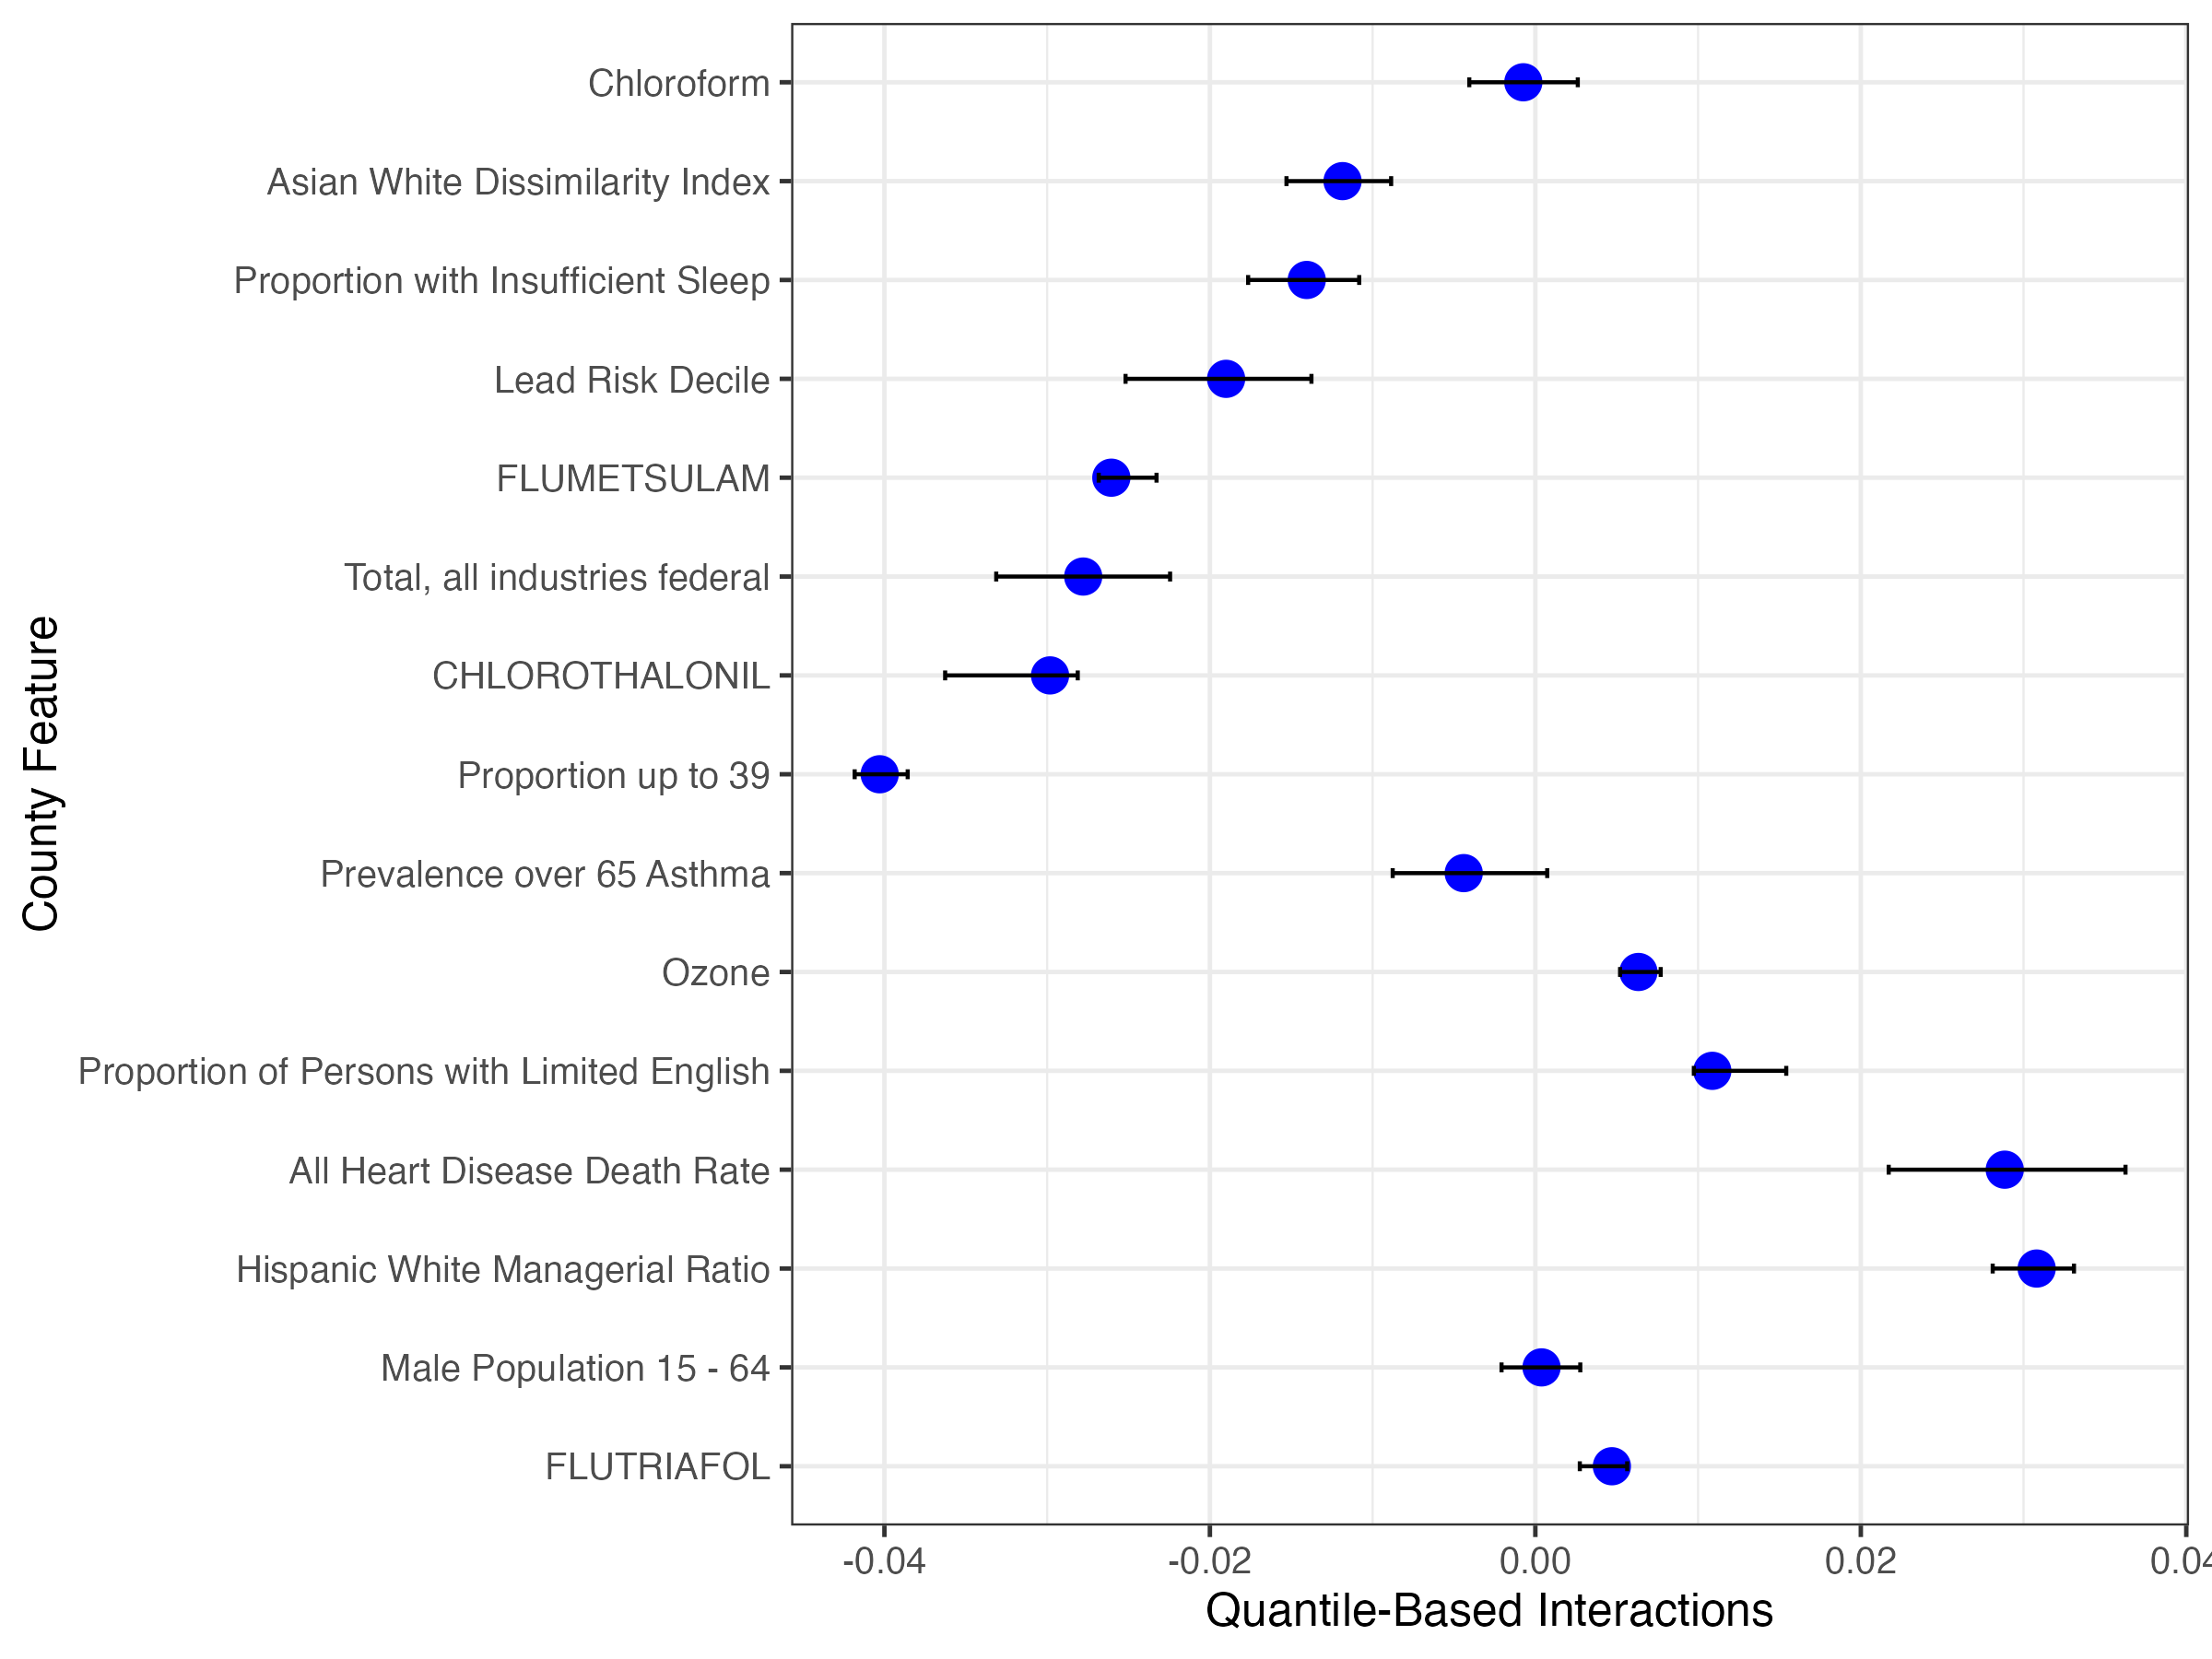 Chloroform
Asian White Dissimilarity Index
Proportion with Insufficient Sleep
Lead Risk Decile
FLUMETSULAM
Total, all industries federal
CHLOROTHALONIL
Proportion up to 39
Prevalence over 65 Asthma
Ozone
Proportion of Persons with Limited English
All Heart Disease Death Rate
Hispanic White Managerial Ratio
Male Population 15 - 64
FLUTRIAFOL
County Feature
-0.04 -0.02 0.00 0.02 0.04
Quantile-Based Interactions